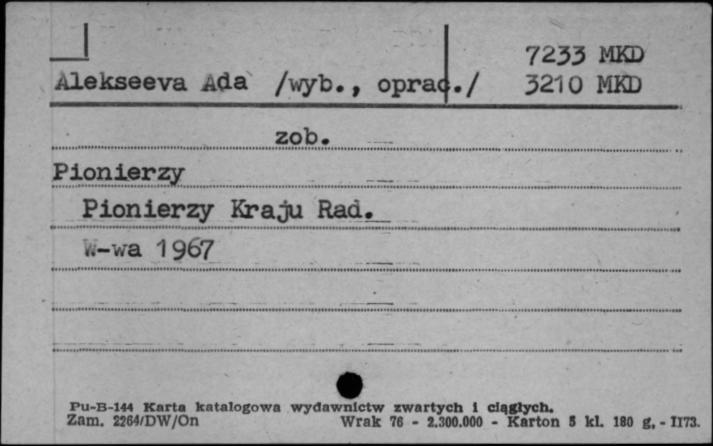 7233 MKD
Alekseeva Ada /wyb., oprac./ 3210 MKD
zob.
Pionierzy
Pionierzy Kraju Rad.
W-wa 1967
Pu-B-144 Karta katalogowa wydawnictw zwartych i ciągłych.
Zam. 2264/DW/On Wrak 76 - 2.300.000 - Karton 5 kl. 180 g. - II73.